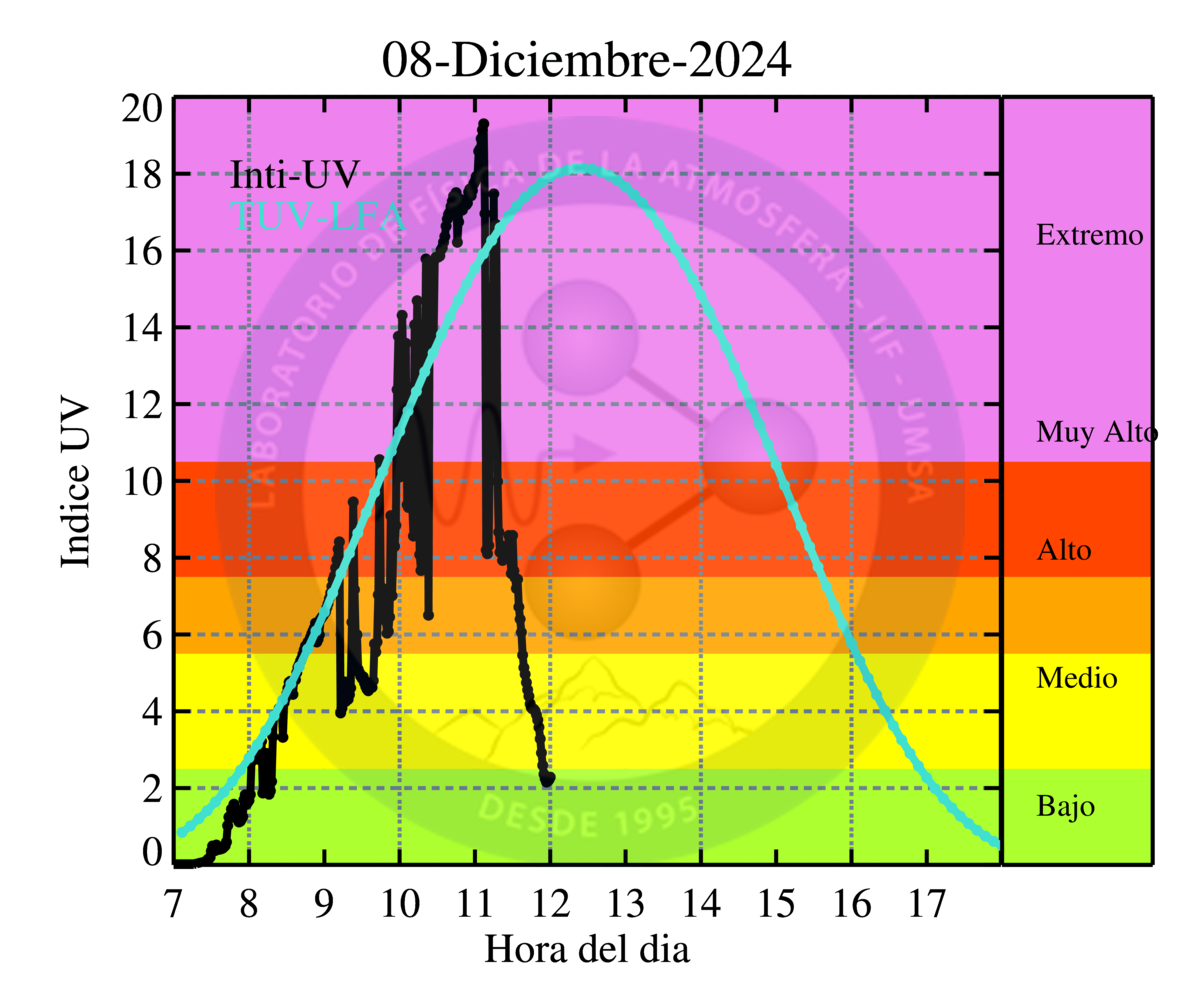 08-Diciembre-2024
20
18
16
14
12
10
8
6
4
2
0
Indice UV
Inti-UV
TUV-LFA
LABORATORIO DE FÍSICA DE LA ATMÓSFERA - IIF - UMSA
DESDE 1995
Extremo
Muy Alto
Alto
Medio
Bajo
7 8 9 10 11 12 13 14 15 16 17
Hora del dia